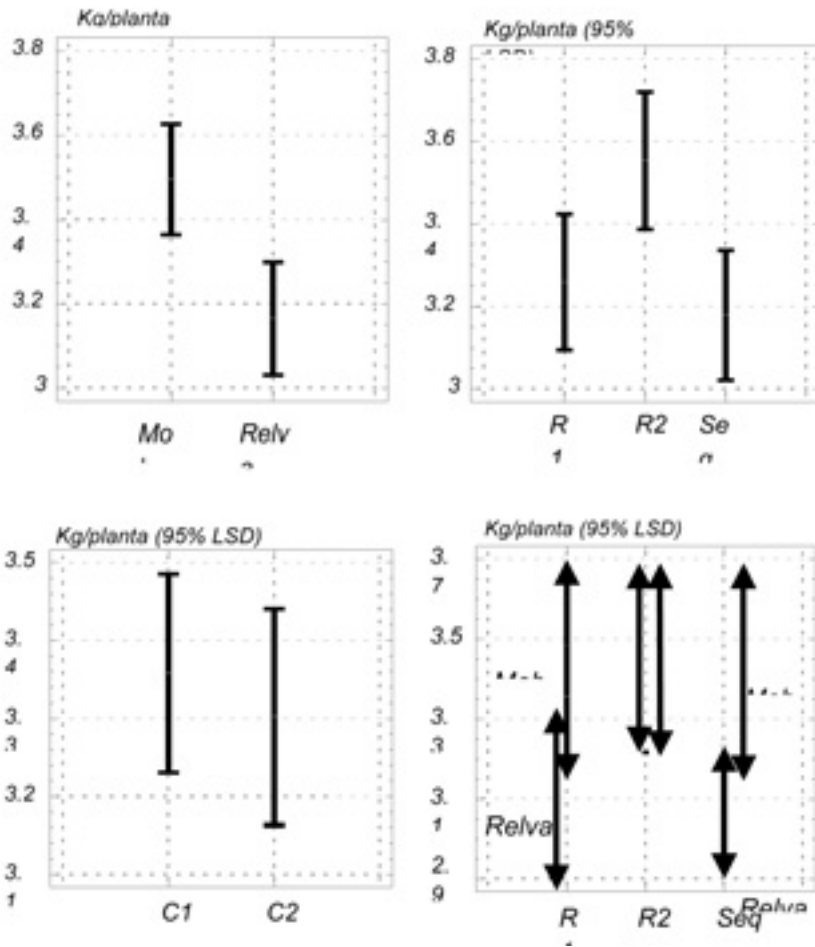 Kg/planta
3.8
3.6
3.
4
3.2
3
Mo
Relv
Kg/planta (95%
3.8
3.6
3.
4
3.2
3
R
1
R2
Se
Kg/planta (95% LSD)
3.5
3.
4
3.
3
3.2
3.
1
C1
C2
Kg/planta (95% LSD)
3.
7
3.5
3.
3
3.
1
2.
9
Relva
R
R2
Seq
Relva